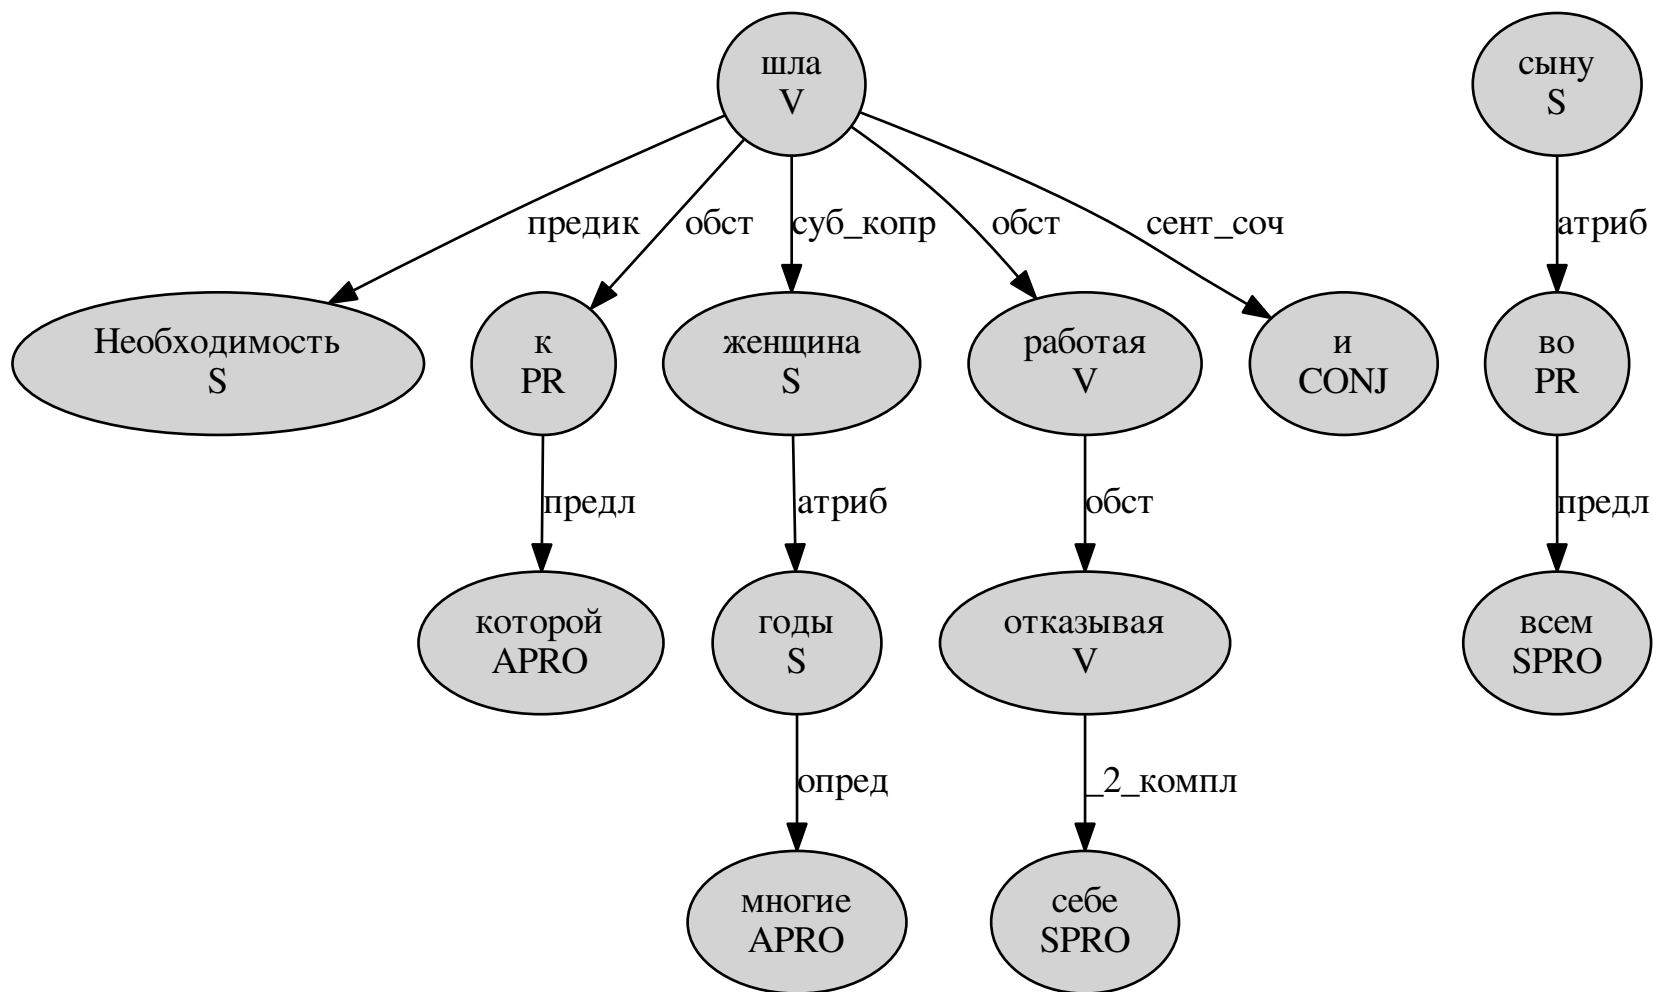 шла
V
сыну
S
предик
обст
суб_копр
обст
сент_соч
атриб
Необходимость
S
к
PR
женщина
S
работая
V
и
CONJ
во
PR
предл
атриб
обст
предл
которой
APRO
годы
S
отказывая
V
всем
SPRO
опред
_2_компл
многие
APRO
себе
SPRO